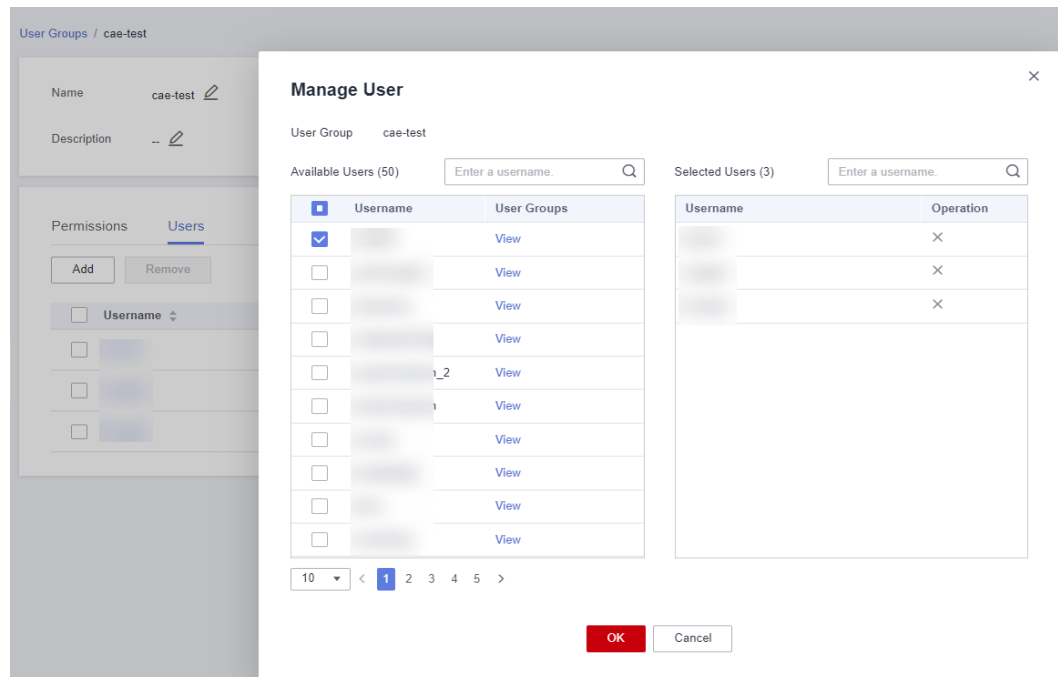 User Groups / cae-test
Name cae-test
Description --
Permissions Users
Add Remove
Username
Manage User
User Group cae-test
Available Users (50) Enter a username.
Username User Groups
View
View
View
View
_2 View
View
View
View
View
View
10 < 1 2 3 4 5 >
Selected Users (3) Enter a username.
Username Operation
OK Cancel